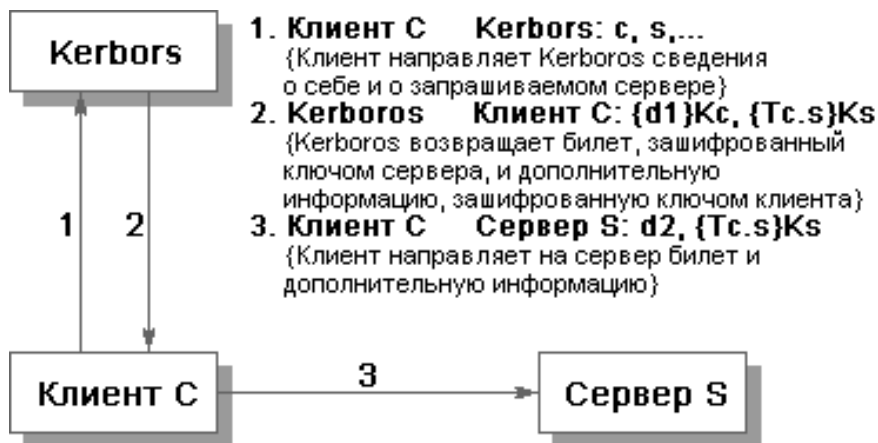 Kerbors
1. Клиент С Kerbors: c, s,...
{Клиент направляет Kerboros сведения
о себе и о запрашиваемом сервере}
2. Kerboros Клиент С: {d1}Kc, {Tc.s}Ks
{Kerboros возвращает билет, зашифрованный
ключом сервера, и дополнительную
информацию, зашифрованную ключом клиента}
3. Клиент С Сервер S: d2, {Tc.s}Ks
{Клиент направляет на сервер билет и
дополнительную информацию}
1 2
Клиент С
3
Сервер S